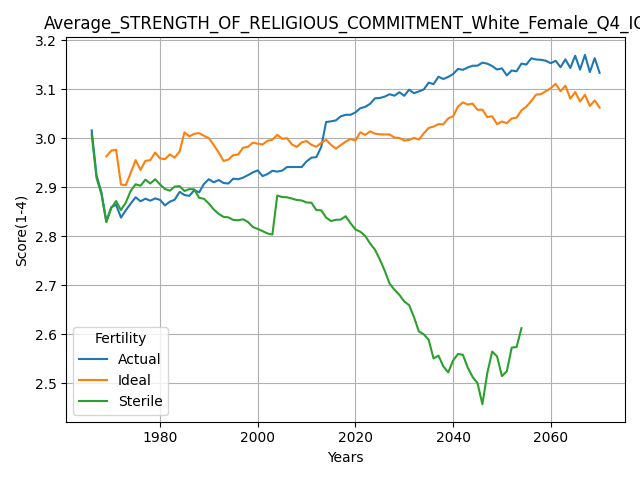 Average_STRENGTH_OF_RELIGIOUS_COMMITMENT_White_Female_Q4_IC
3.2
3.1
3.0
2.9
2.8
2.7
2.6
2.5
Score(1-4)
Fertility
Actual
Ideal
Sterile
1980 2000 2020 2040 2060
Years